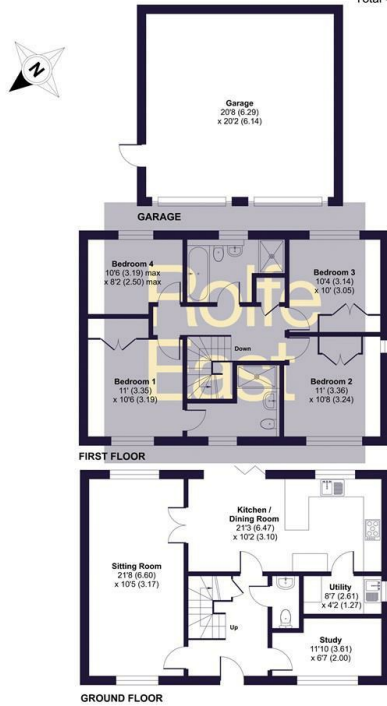 Total
N
Garage
20'8 (6.29)
x 20'2 (6.14)
GARAGE
Bedroom 4
10'6 (3.19) max
x 8'2 (2.50) max
Bedroom 3
10'4 (3.14)
x 10' (3.05)
Rolfe
East
Down
Bedroom 1
11' (3.35)
x 10'6 (3.19)
Bedroom 2
11' (3.36)
x 10'8 (3.24)
FIRST FLOOR
Kitchen /
Dining Room
21'3 (6.47)
x 10'2 (3.10)
Sitting Room
21'8 (6.60)
x 10'5 (3.17)
Utility
8'7 (2.61)
x 4'2 (1.27)
Up
Study
11'10 (3.61)
x 6'7 (2.00)
GROUND FLOOR